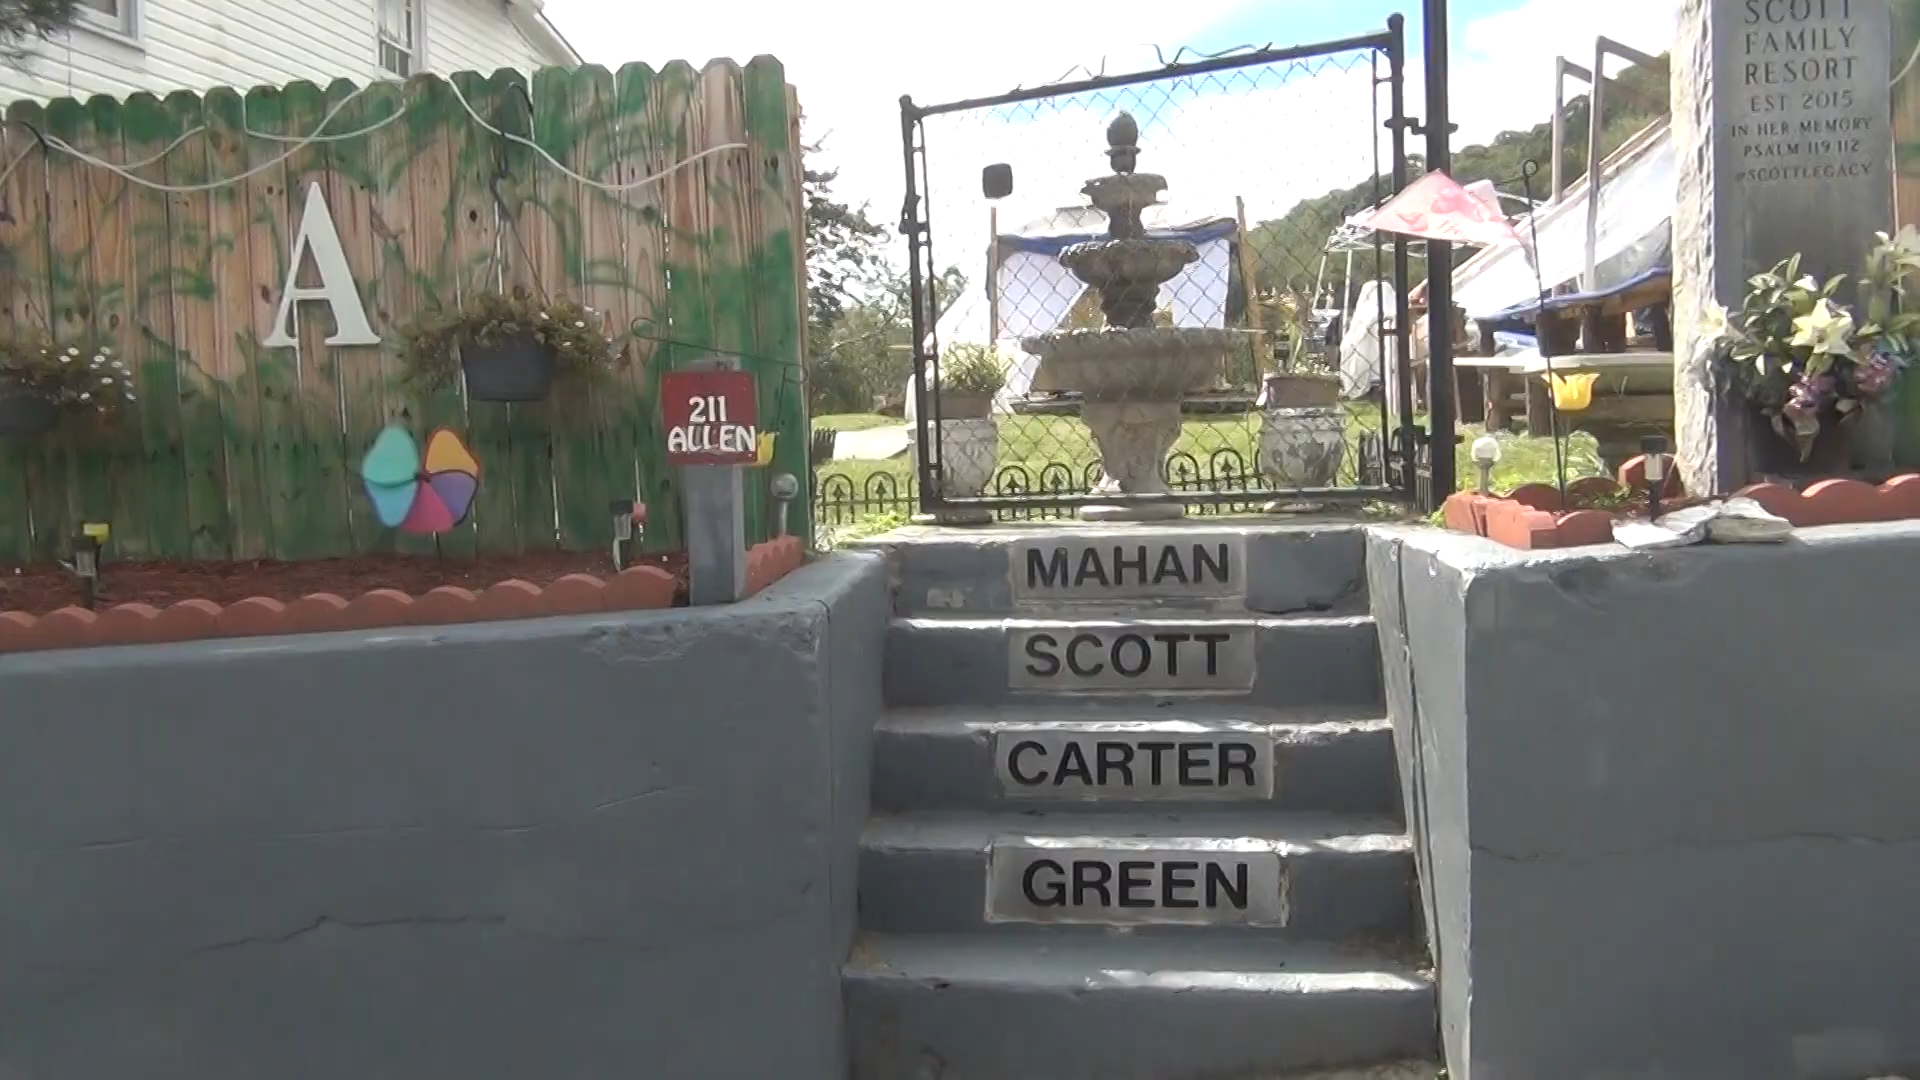 A
211
ALLEN
SCOTT
FAMILY
RESORT
EST 2015
IN HER MEMORY
PSALM 119:112
@SCOTTLEGACY
MAHAN
SCOTT
CARTER
GREEN